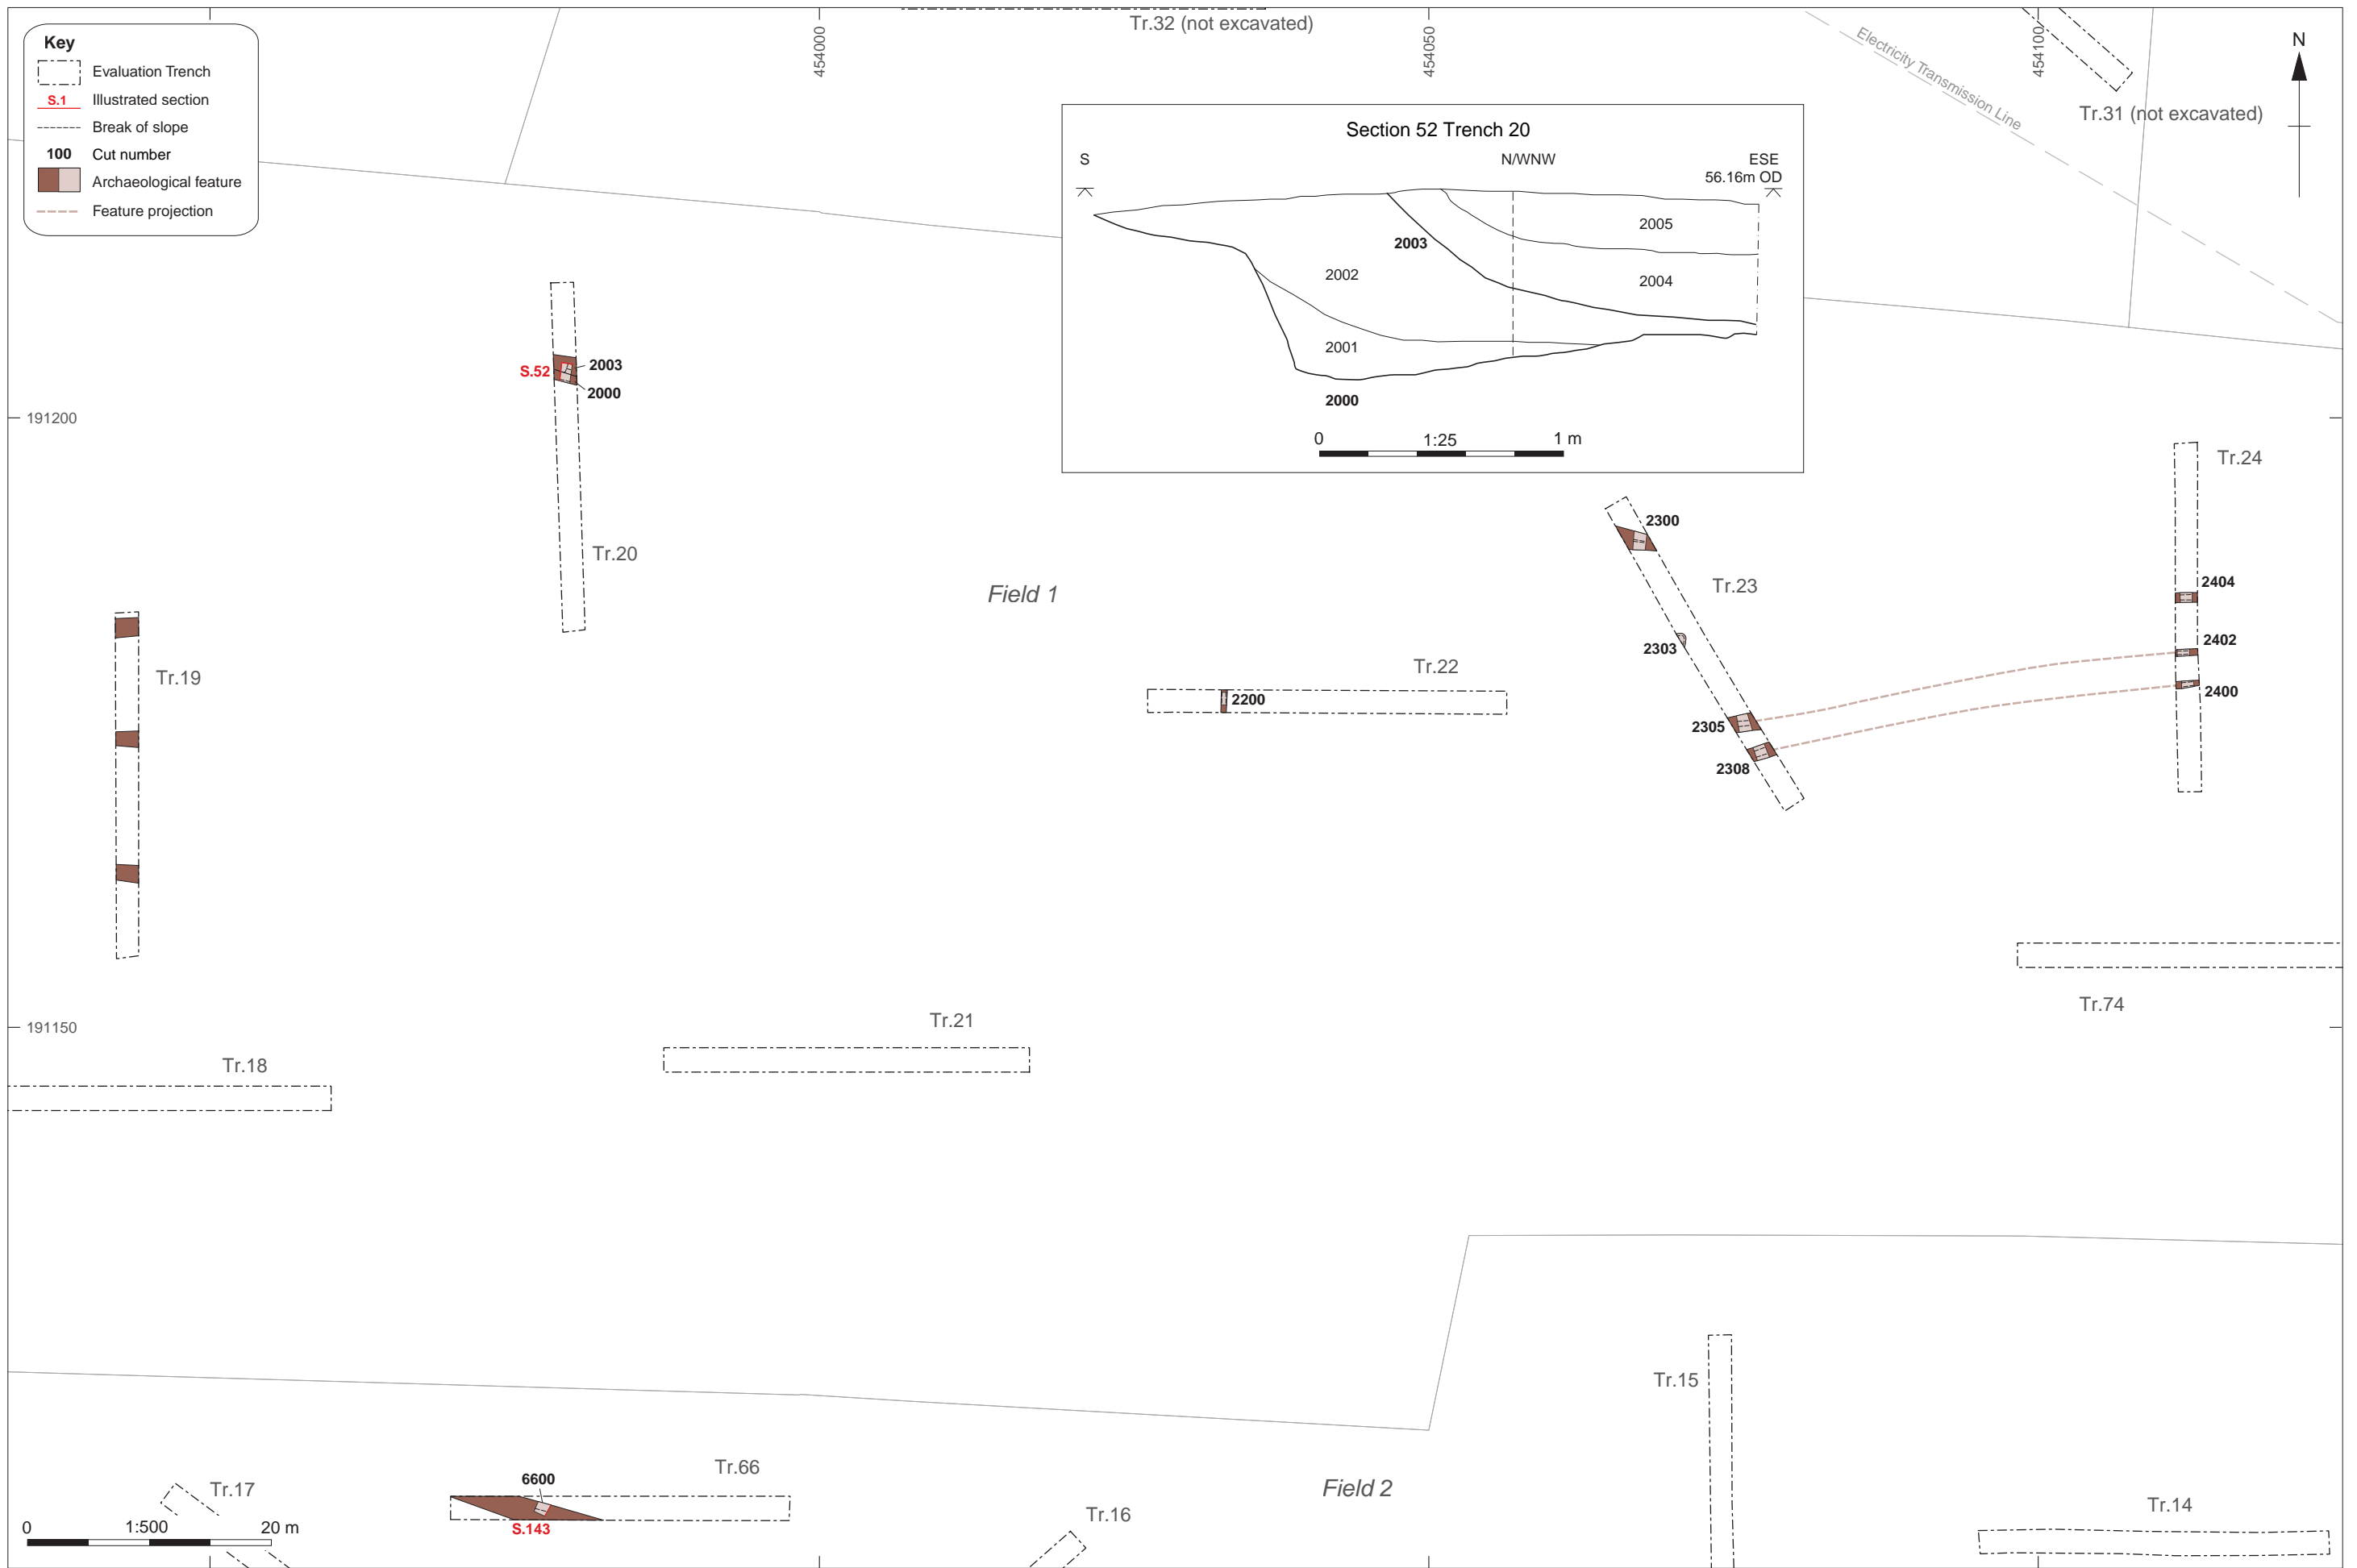 Key
Evaluation Trench
S.1 Illustrated section
Break of slope
100 Cut number
Archaeological feature
Feature projection
Tr.32 (not excavated)
454000
454050
454100
Electricity Transmission Line
Tr.31 (not excavated)
N
Section 52 Trench 20
S N/WNW ESE
56.16m OD
2005
2003
2002
2004
2001
2000
0 1:25 1 m
2003
S.52
2000
191200
Tr.20
Tr.24
2300
Field 1
Tr.23
2404
2402
2303
2400
Tr.22
Tr.19
2200
2305
2308
Tr.74
191150
Tr.21
Tr.18
Tr.15
Tr.66
6600
Tr.17
Field 2
Tr.16
Tr.14
S.143
0 1:500 20 m